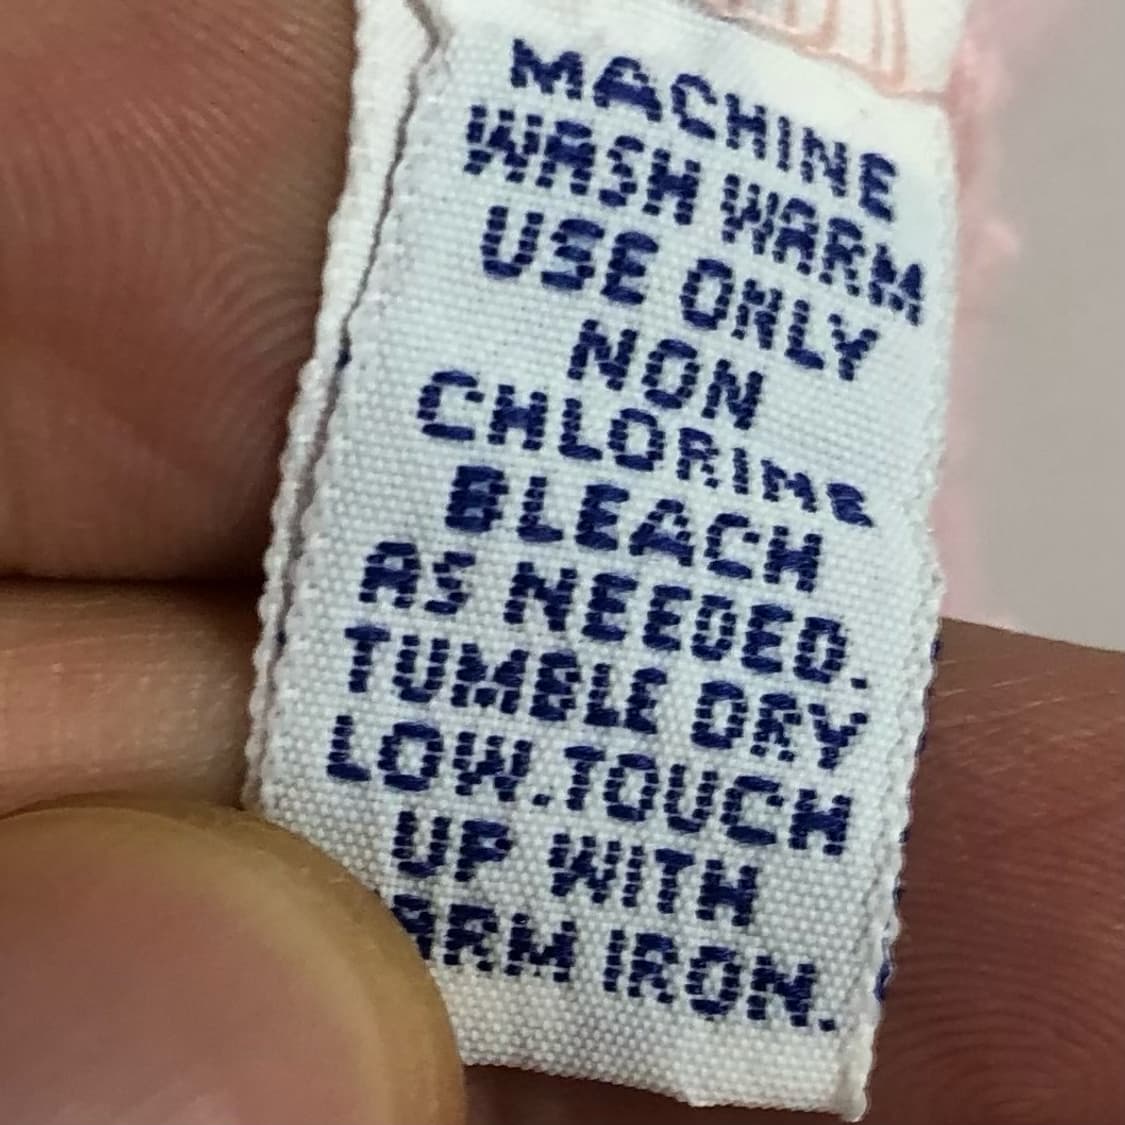 MACHINE
WASH WARM
USE ONLY
NON
CHLORINE
BLEACH
AS NEEDED.
TUMBLE DRY
LOW.TOUCH
UP WITH
ARM IRON.